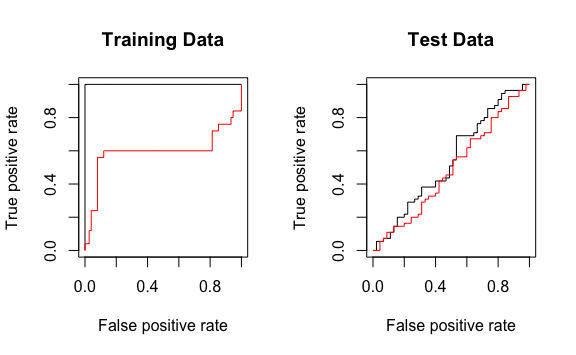 Training Data
True positive rate
0.0 0.4 0.8
0.0 0.4 0.8
False positive rate
Test Data
True positive rate
0.0 0.4 0.8
0.0 0.4 0.8
False positive rate